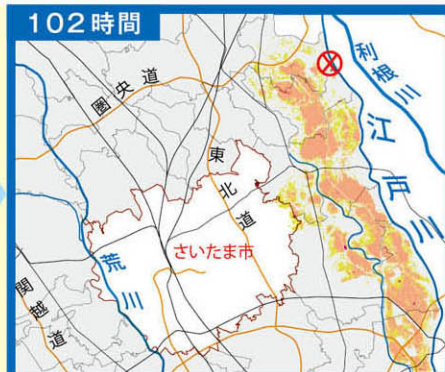 102時間
圏央道
利根川
江戸川
東北道
さいたま市
荒川
関越道